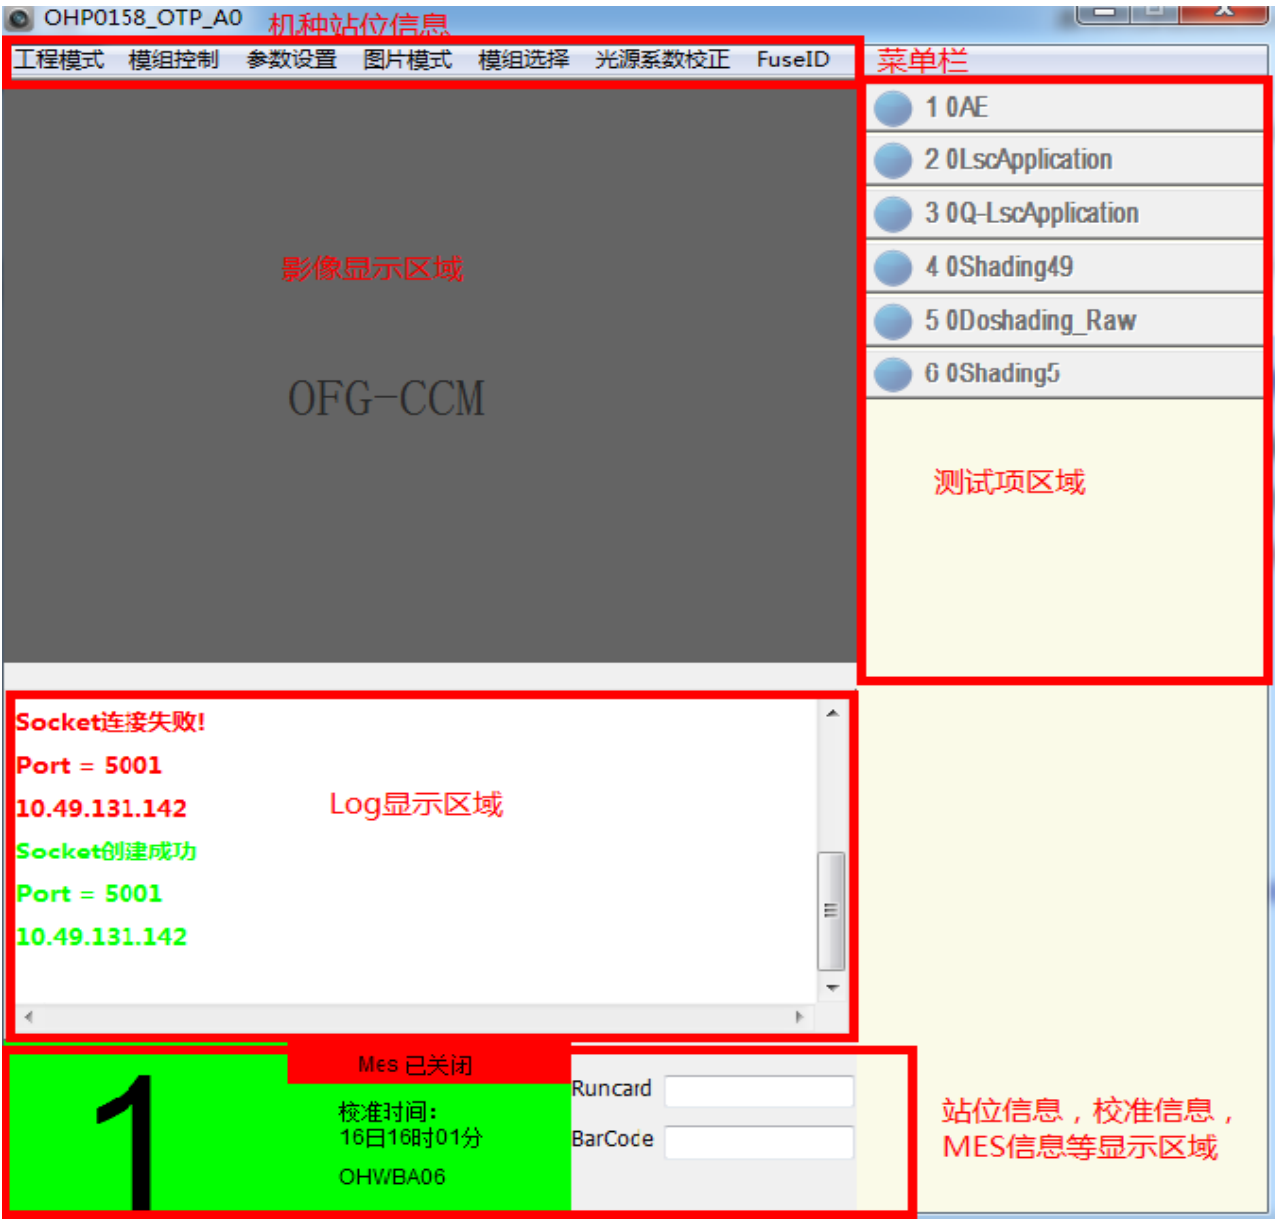 OHP0158_OTP_A0
机种站位信息
工程模式 模组控制 参数设置 图片模式 模组选择 光源系数校正 FuseID
菜单栏
1 0AE
2 0LscApplication
3 0Q-LscApplication
4 0Shading49
5 0Doshading_Raw
6 0Shading5
影像显示区域
OFG-CCM
测试项区域
Socket连接失败!
Port = 5001
10.49.131.142
Log显示区域
Socket创建成功
Port = 5001
10.49.131.142
1
Mes 已关闭
校准时间：
16日16时01分
OHWBA06
Runcard
BarCode
站位信息，校准信息，
MES信息等显示区域